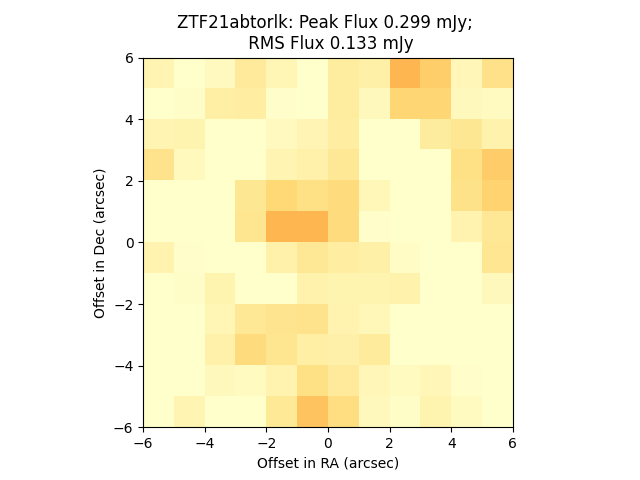 ZTF21abtorlk: Peak Flux 0.299 mJy;
RMS Flux 0.133 mJy
6
4
2
0
−2
−4
−6
Offset in Dec (arcsec)
−6 −4 −2 0 2 4 6
Offset in RA (arcsec)